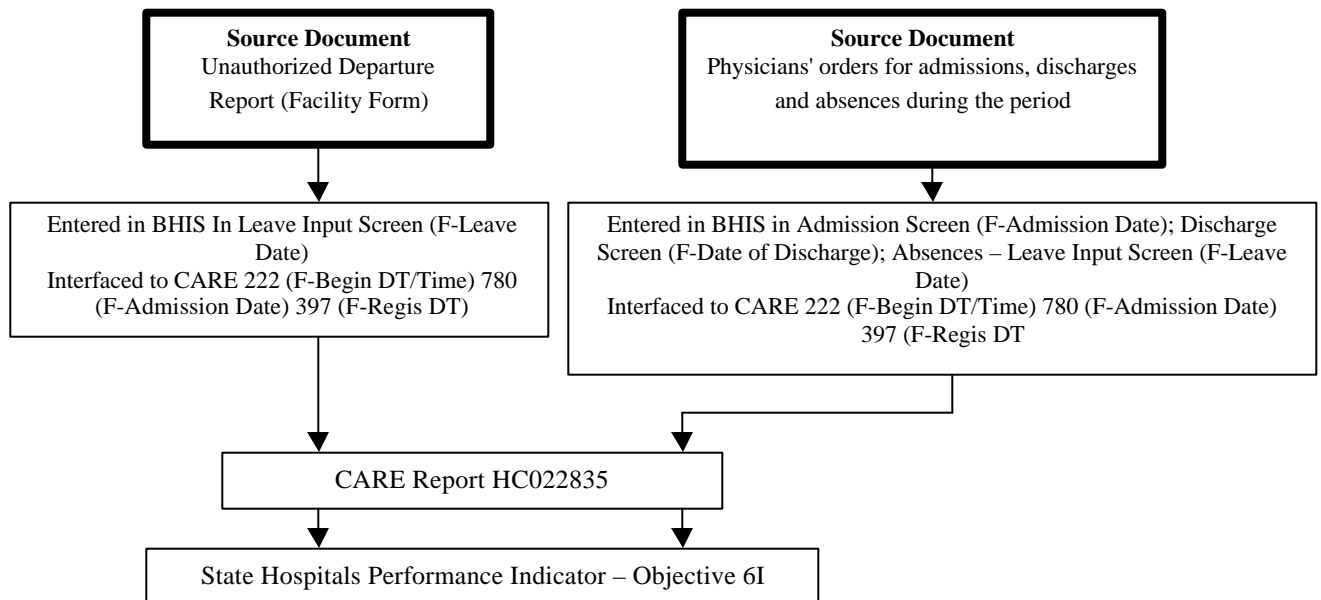 Source Document
Unauthorized Departure
Report (Facility Form)
Source Document
Physicians' orders for admissions, discharges
and absences during the period
Entered in BHIS In Leave Input Screen (F-Leave
Date)
Interfaced to CARE 222 (F-Begin DT/Time) 780
(F-Admission Date) 397 (F-Regis DT)
Entered in BHIS in Admission Screen (F-Admission Date); Discharge
Screen (F-Date of Discharge); Absences – Leave Input Screen (F-Leave
Date)
Interfaced to CARE 222 (F-Begin DT/Time) 780 (F-Admission Date)
397 (F-Regis DT
CARE Report HC022835
State Hospitals Performance Indicator – Objective 6I